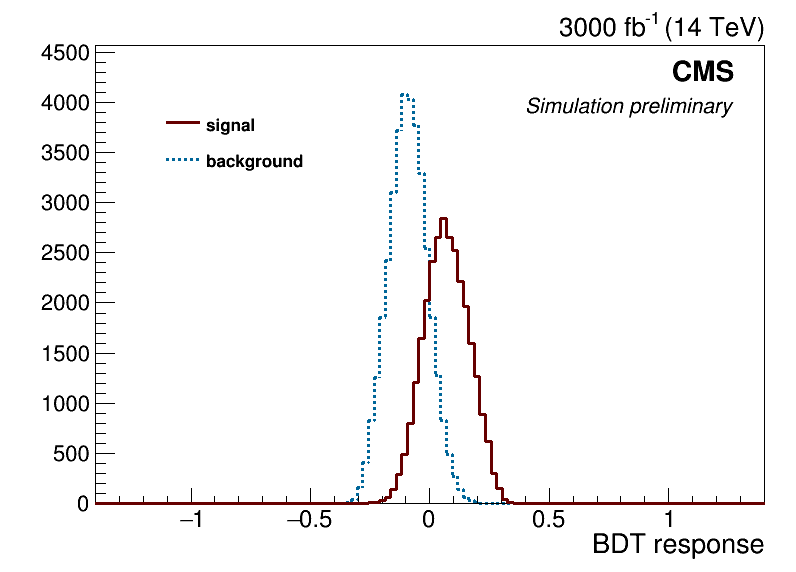 3000 fb-1 (14 TeV)
CMS
Simulation preliminary
signal
background
4500
4000
3500
3000
2500
2000
1500
1000
500
0
−1 −0.5 0 0.5 1
BDT response